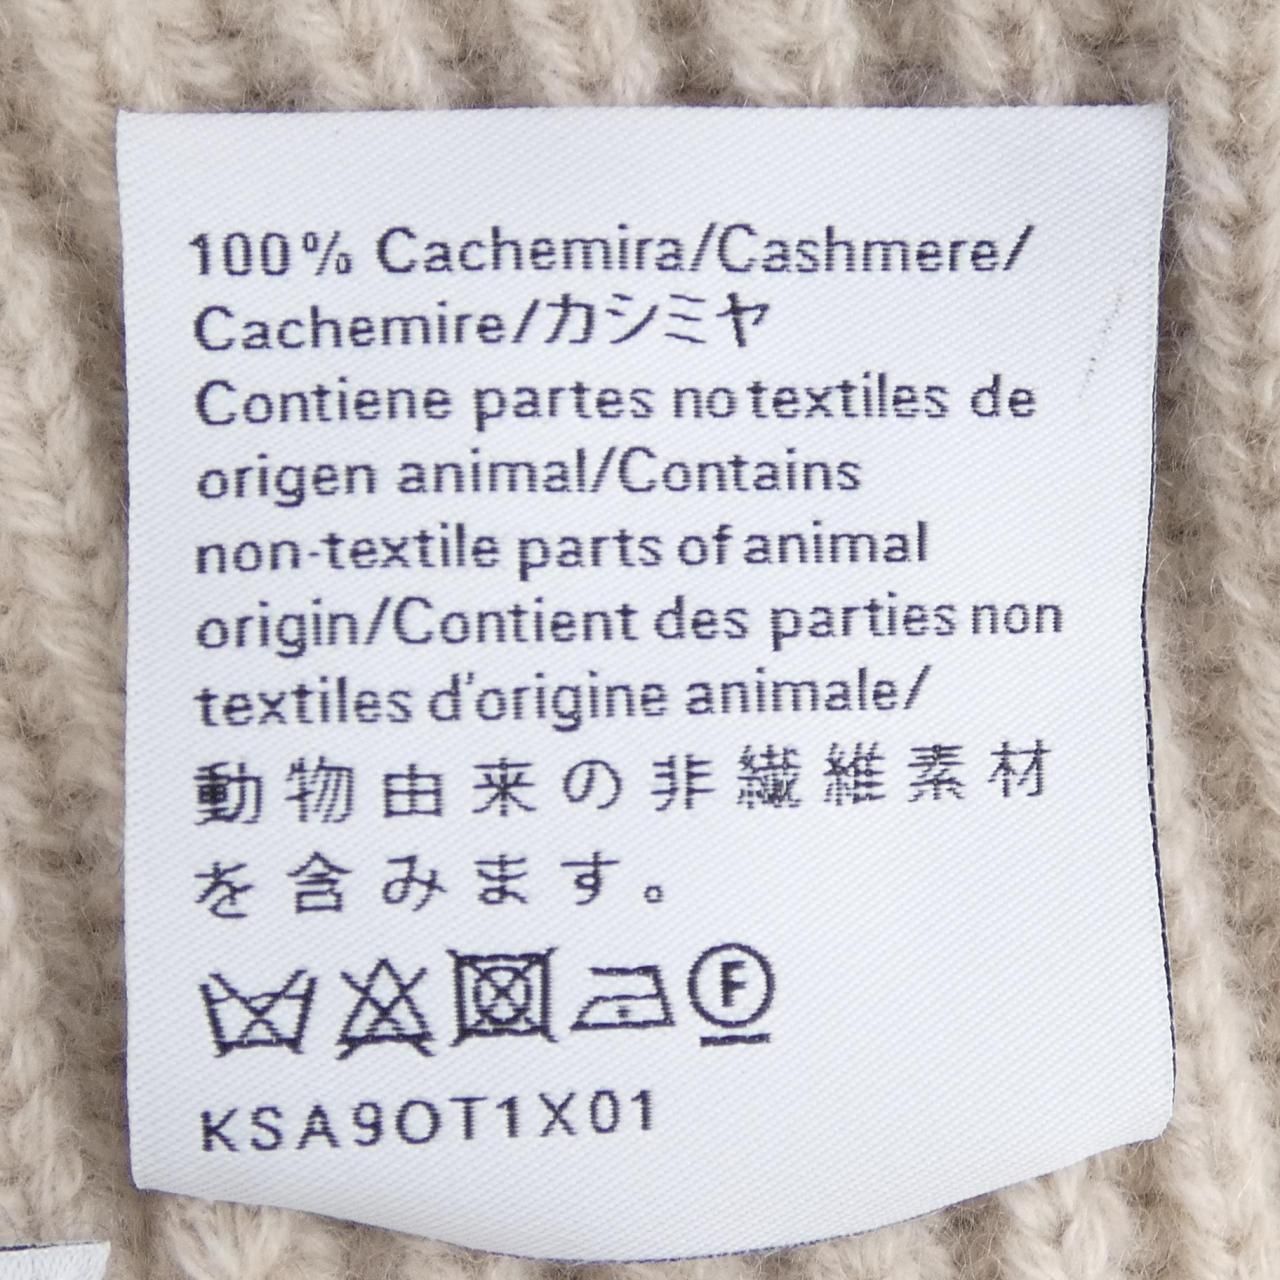 100% Cachemira/Cashmere/
Cachemire/カシミヤ
Contiene partes no textiles de
origen animal/Contains
non-textile parts of animal
origin/Contient des parties non
textiles d'origine animale/
動物由来の非繊維素材
を含みます。
F
KSA9OT1X01